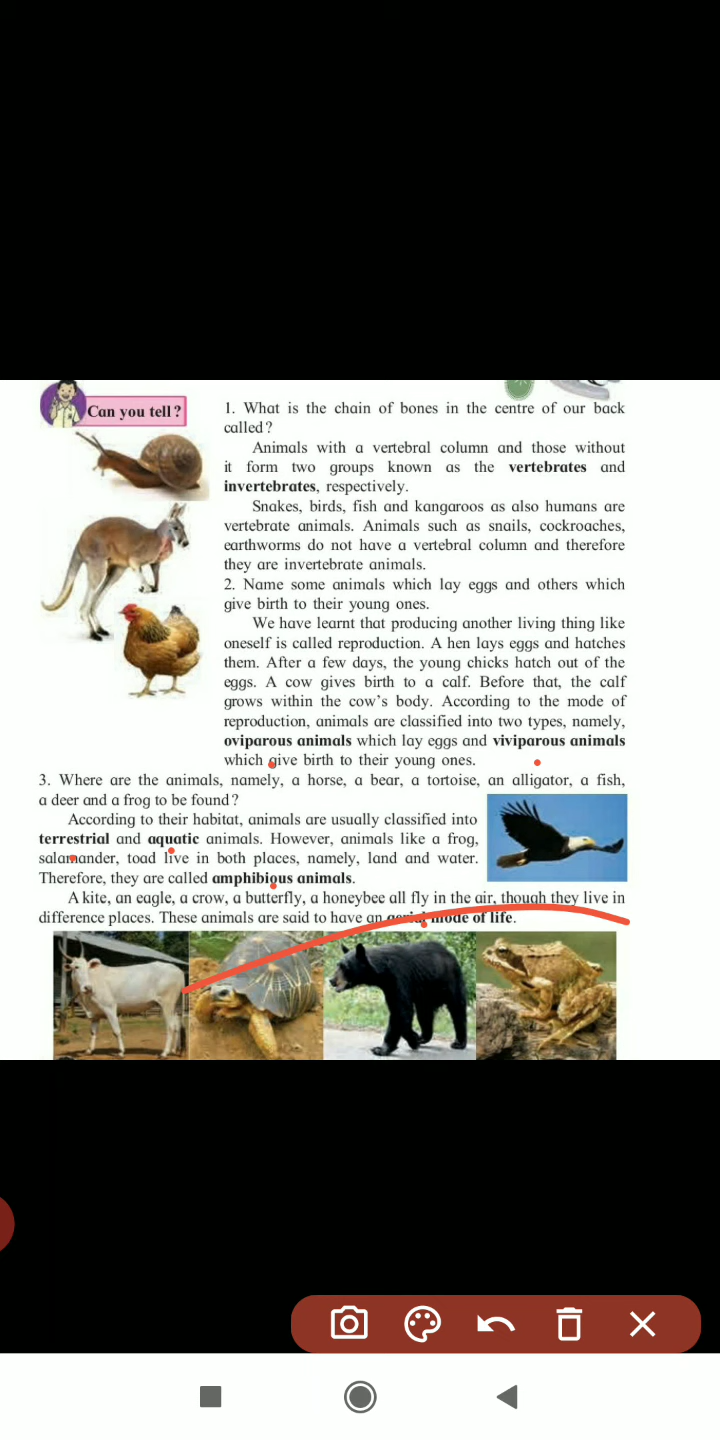 Can you tell ?
1. What is the chain of bones in the centre of our back
called ?
Animals with a vertebral column and those without
it form two groups known as the vertebrates and
invertebrates, respectively.
Snakes, birds, fish and kangaroos as also humans are
vertebrate animals. Animals such as snails, cockroaches,
earthworms do not have a vertebral column and therefore
they are invertebrate animals.
2. Name some animals which lay eggs and others which
give birth to their young ones.
We have learnt that producing another living thing like
oneself is called reproduction. A hen lays eggs and hatches
them. After a few days, the young chicks hatch out of the
eggs. A cow gives birth to a calf. Before that, the calf
grows within the cow's body. According to the mode of
reproduction, animals are classified into two types, namely,
oviparous animals which lay eggs and viviparous animals
which give birth to their young ones.
3. Where are the animals, namely, a horse, a bear, a tortoise, an alligator, a fish,
a deer and a frog to be found ?
According to their habitat, animals are usually classified into
terrestrial and aquatic animals. However, animals like a frog,
salamander, toad live in both places, namely, land and water.
Therefore, they are called amphibious animals.
A kite, an eagle, a crow, a butterfly, a honeybee all fly in the air, though they live in
difference places. These animals are said to have an aerial mode of life.